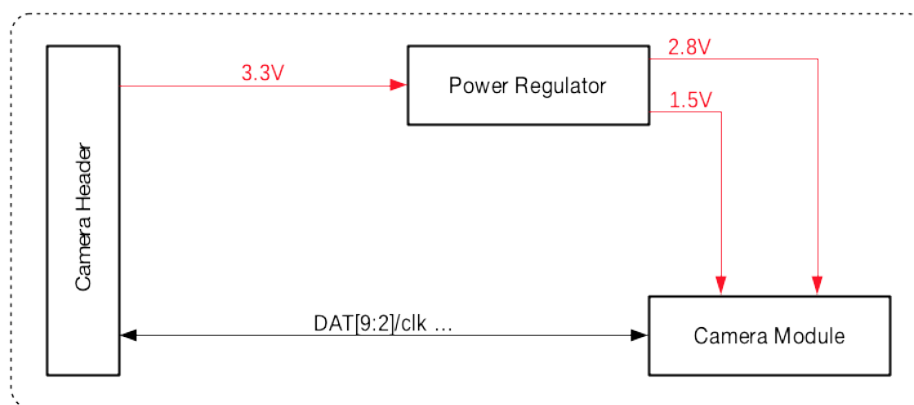 2.8V
3.3V
Power Regulator
1.5V
Camera Header
DAT[9:2]/clk ...
Camera Module